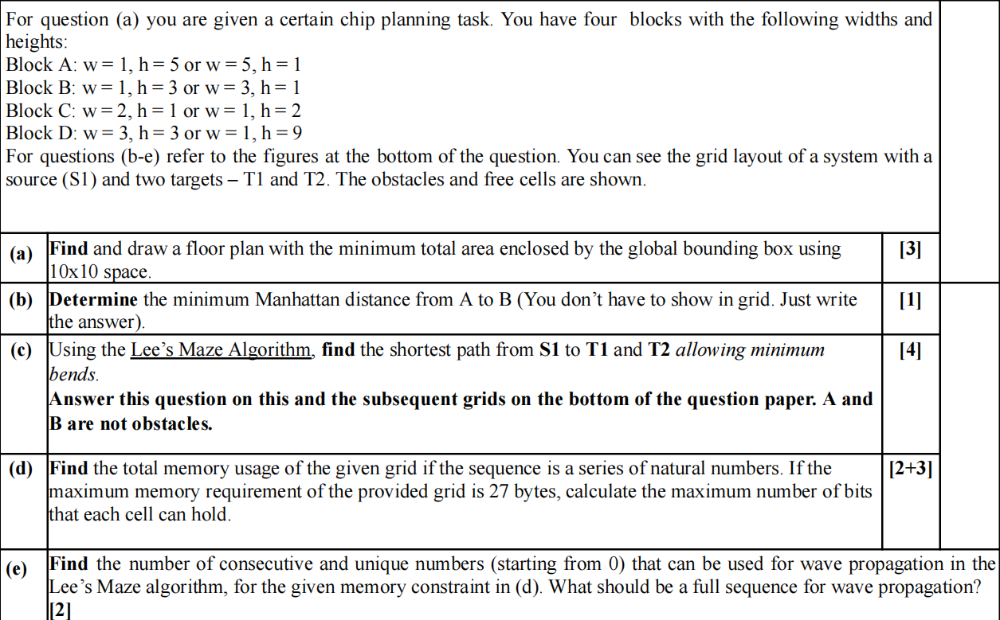 For question (a) you are given a certain chip planning task. You have four blocks with the following widths and
heights:
Block A: w = 1, h = 5 or w = 5, h = 1
Block B: w = 1, h = 3 or w = 3, h = 1
Block C: w = 2, h = 1 or w = 1, h = 2
Block D: w = 3, h = 3 or w = 1, h = 9
For questions (b-e) refer to the figures at the bottom of the question. You can see the grid layout of a system with a
source (S1) and two targets – T1 and T2. The obstacles and free cells are shown.
(a) Find and draw a floor plan with the minimum total area enclosed by the global bounding box using [3]
10x10 space.
(b) Determine the minimum Manhattan distance from A to B (You don’t have to show in grid. Just write [1]
the answer).
(c) Using the Lee’s Maze Algorithm, find the shortest path from S1 to T1 and T2 allowing minimum [4]
bends.
Answer this question on this and the subsequent grids on the bottom of the question paper. A and
B are not obstacles.
(d) Find the total memory usage of the given grid if the sequence is a series of natural numbers. If the [2+3]
maximum memory requirement of the provided grid is 27 bytes, calculate the maximum number of bits
that each cell can hold.
(e) Find the number of consecutive and unique numbers (starting from 0) that can be used for wave propagation in the
Lee’s Maze algorithm, for the given memory constraint in (d). What should be a full sequence for wave propagation?
[2]